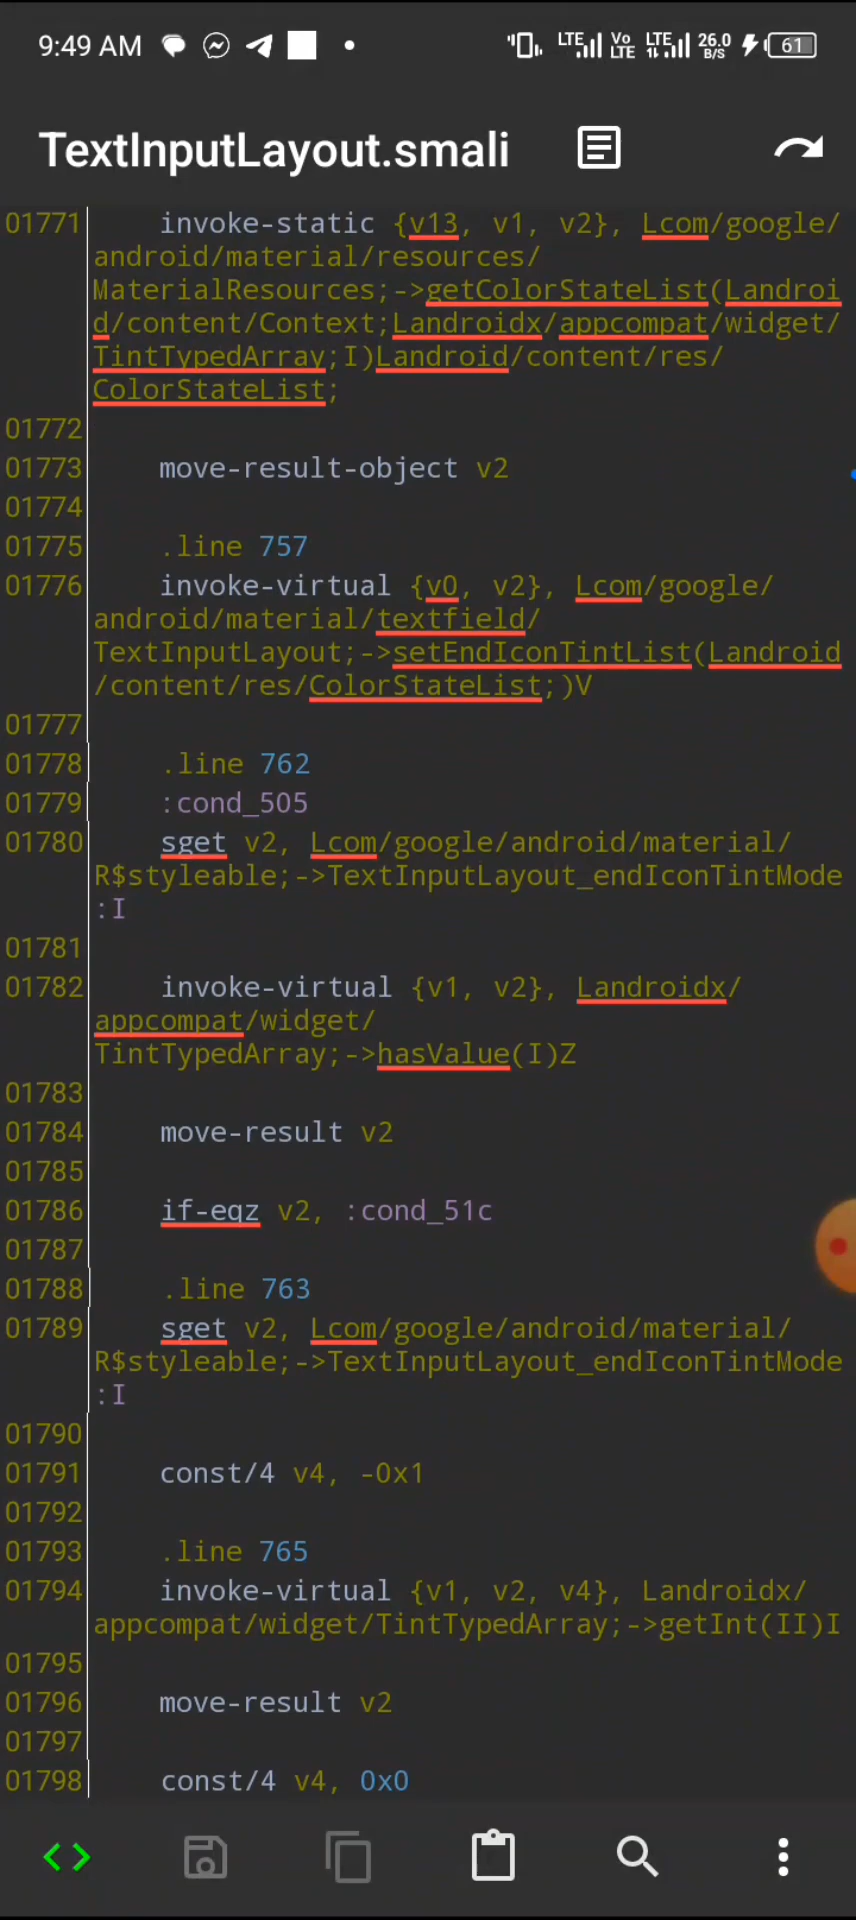 9:49 AM
LTE Vo LTE LTE 26.0 B/S 61
TextInputLayout.smali
01771 invoke-static {v13, v1, v2}, Lcom/google/
android/material/resources/
MaterialResources;->getColorStateList(Landroi
d/content/Context;Landroidx/appcompat/widget/
TintTypedArray;I)Landroid/content/res/
ColorStateList;
01772
01773 move-result-object v2
01774
01775 .line 757
01776 invoke-virtual {v0, v2}, Lcom/google/
android/material/textfield/
TextInputLayout;->setEndIconTintList(Landroid
/content/res/ColorStateList;)V
01777
01778 .line 762
01779 :cond_505
01780 sget v2, Lcom/google/android/material/
R$styleable;->TextInputLayout_endIconTintMode
:I
01781
01782 invoke-virtual {v1, v2}, Landroidx/
appcompat/widget/
TintTypedArray;->hasValue(I)Z
01783
01784 move-result v2
01785
01786 if-eqz v2, :cond_51c
01787
01788 .line 763
01789 sget v2, Lcom/google/android/material/
R$styleable;->TextInputLayout_endIconTintMode
:I
01790
01791 const/4 v4, -0x1
01792
01793 .line 765
01794 invoke-virtual {v1, v2, v4}, Landroidx/
appcompat/widget/TintTypedArray;->getInt(II)I
01795
01796 move-result v2
01797
01798 const/4 v4, 0x0